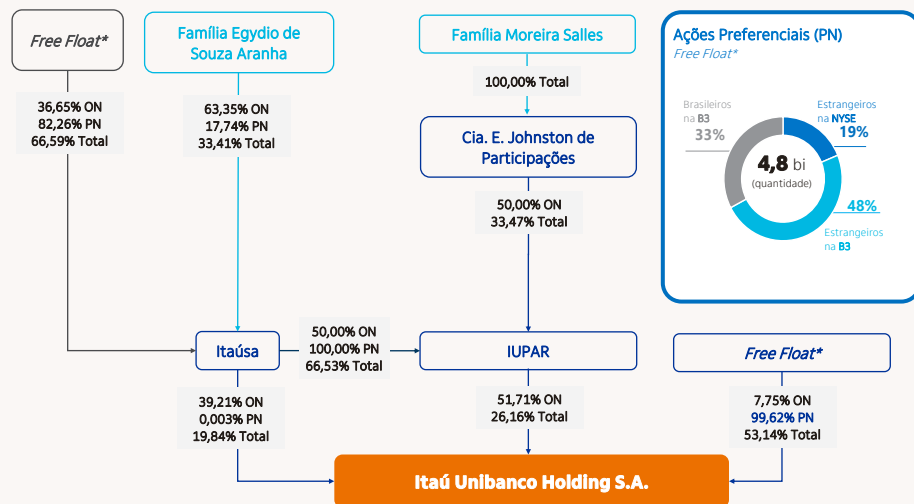 Free Float*
36,65% ON
82,26% PN
66,59% Total
Família Egydio de
Souza Aranha
63,35% ON
17,74% PN
33,41% Total
Família Moreira Salles
100,00% Total
Cia. E. Johnston de
Participações
50,00% ON
33,47% Total
Ações Preferenciais (PN)
Free Float*
Brasileiros
na B3
33%
Estrangeiros
na NYSE
19%
4,8 bi
(quantidade)
48%
Estrangeiros
na B3
Itaúsa
50,00% ON
100,00% PN
66,53% Total
IUPAR
Free Float*
39,21% ON
0,003% PN
19,84% Total
51,71% ON
26,16% Total
7,75% ON
99,62% PN
53,14% Total
Itaú Unibanco Holding S.A.